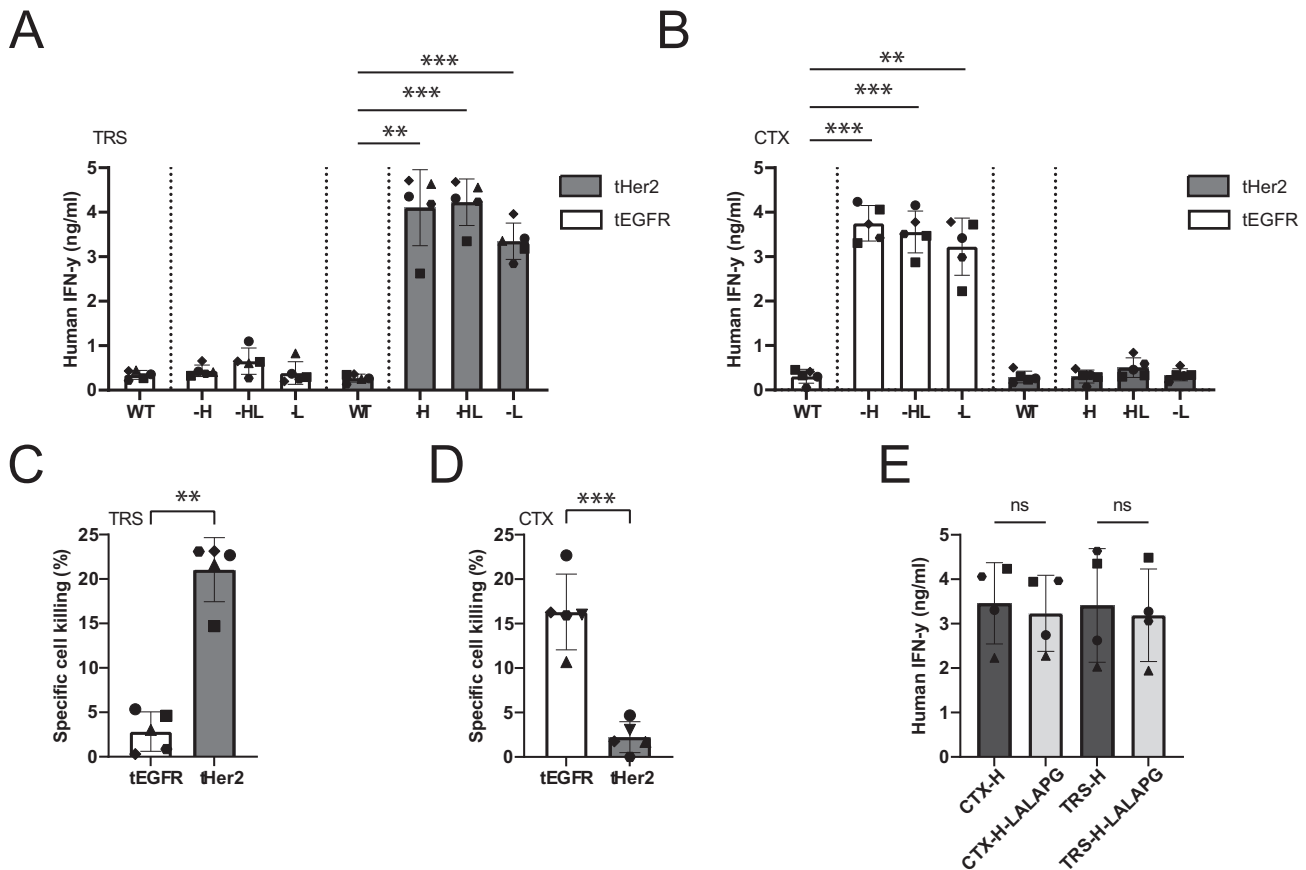 A
***
***
**
TRS
Human IFN-y (ng/ml)
5
4
3
2
1
0
WT
-H
-HL
-L
WT
-H
-HL
-L
tHer2
tEGFR
B
**
***
***
CTX
Human IFN-y (ng/ml)
5
4
3
2
1
0
WT
-H
-HL
-L
WT
-H
-HL
-L
tHer2
tEGFR
C
**
TRS
Specific cell killing (%)
25
20
15
10
5
0
tEGFR
tHer2
D
***
CTX
Specific cell killing (%)
25
20
15
10
5
0
tEGFR
tHer2
E
ns
ns
Human IFN-y (ng/ml)
5
4
3
2
1
0
CTX-H
CTX-H-LALAPG
TRS-H
TRS-H-LALAPG